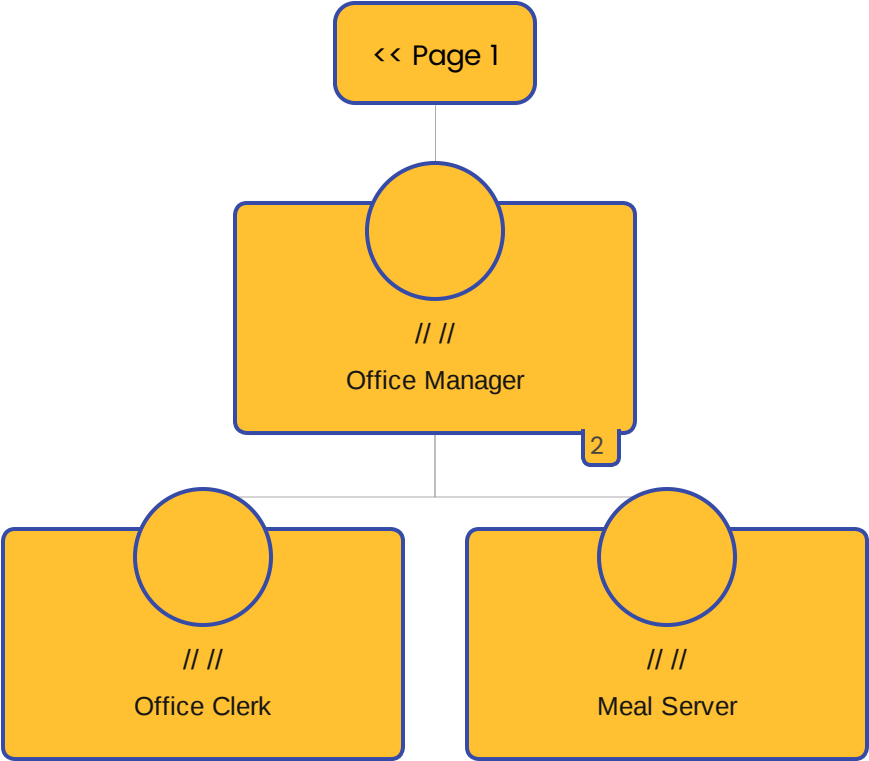 << Page 1
// //
Office Manager
2
// //
Office Clerk
// //
Meal Server